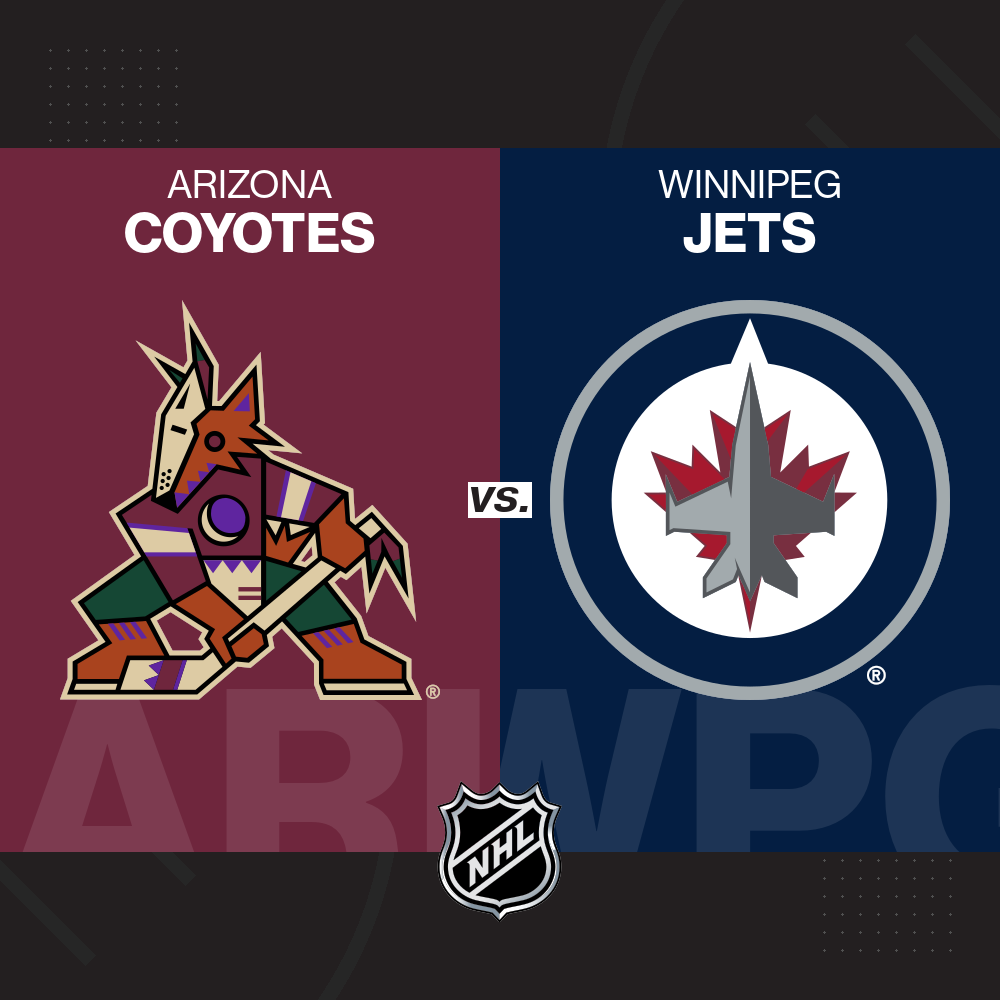 ARIZONA
COYOTES
WINNIPEG
JETS
VS.
®
®
ARI
WPG
NHL